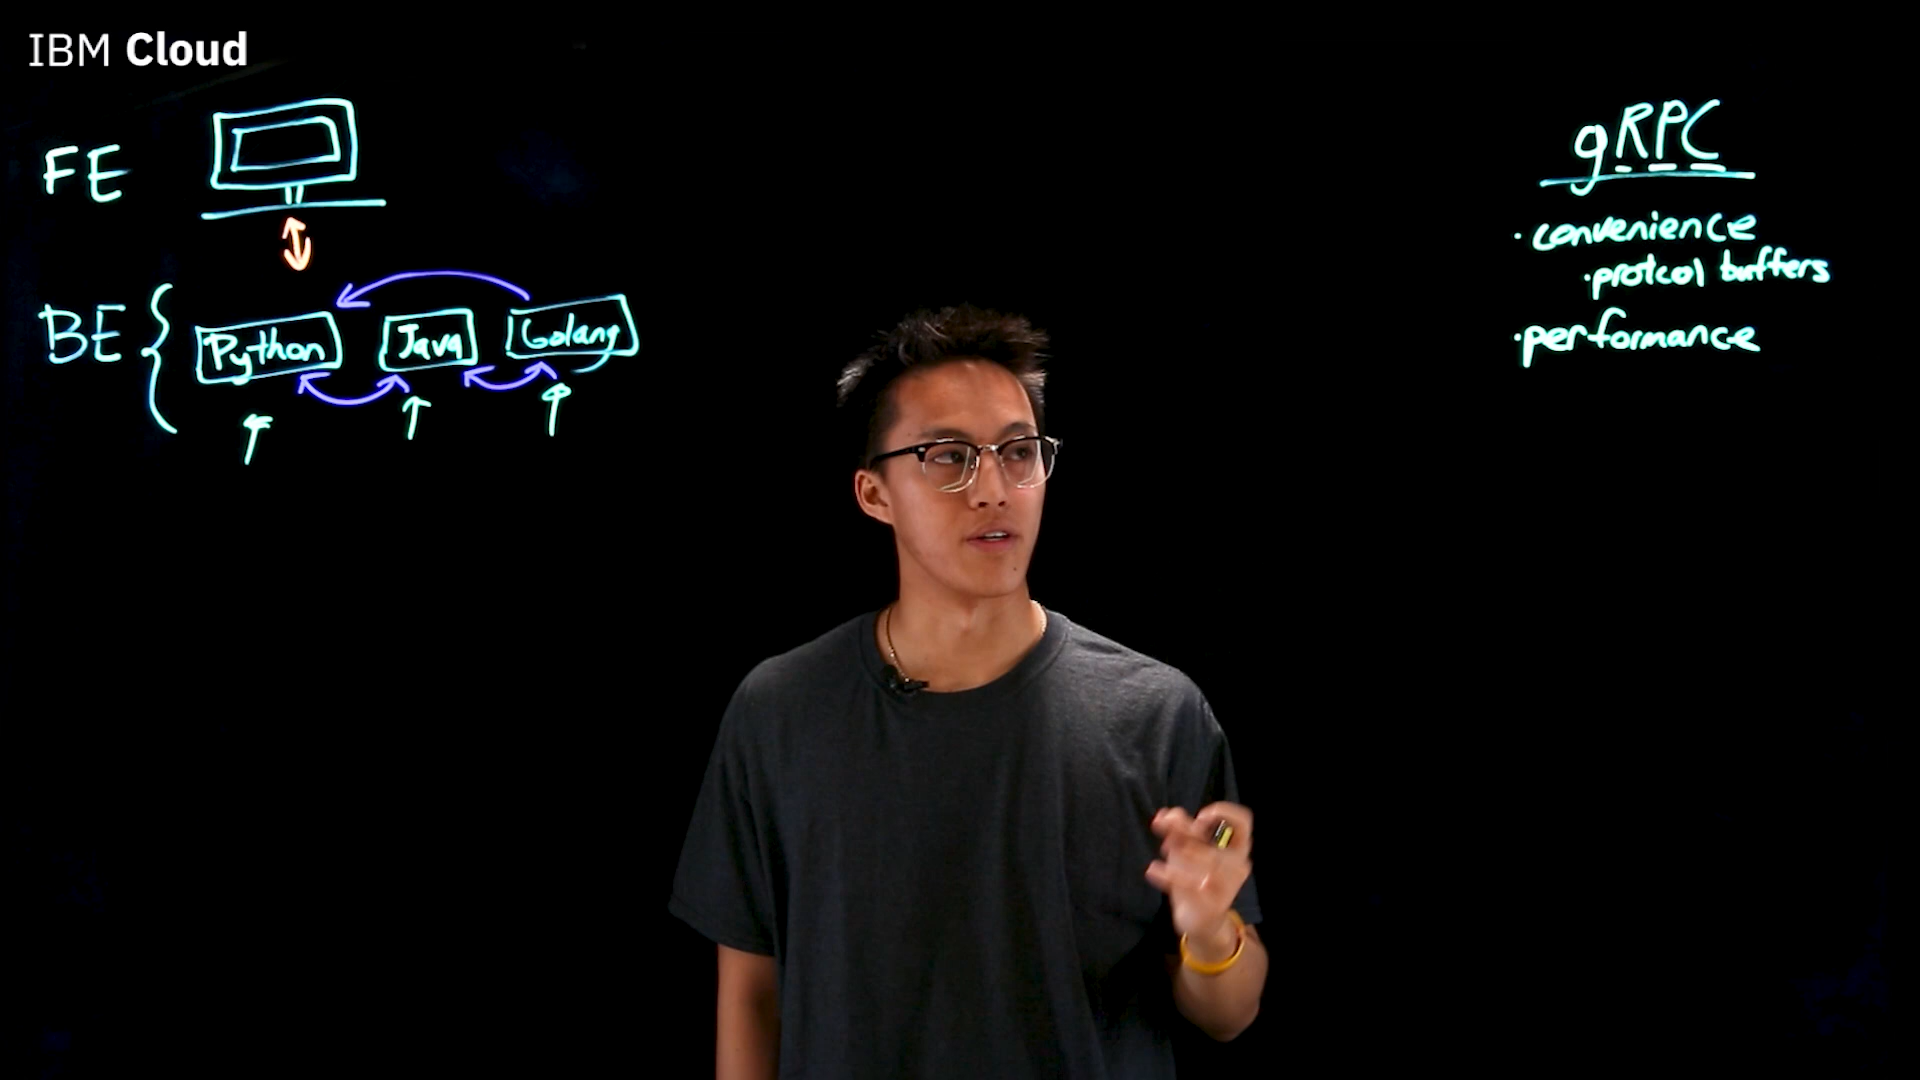 IBM Cloud
FE
BE
Python
Java
Golang
gRPC
· convenience
· protcol buffers
· performance